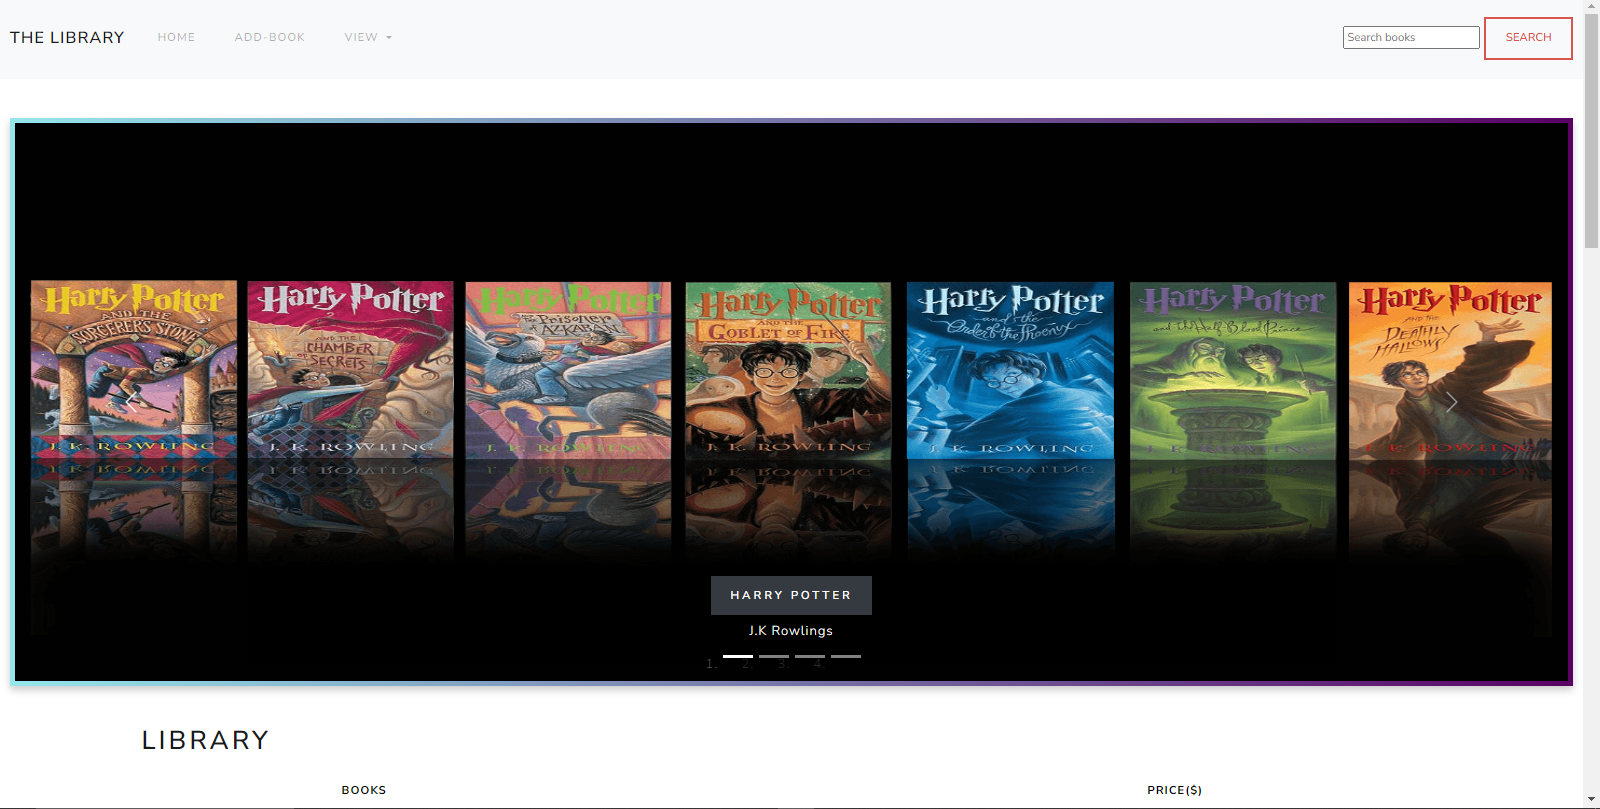 THE LIBRARY HOME ADD-BOOK VIEW Search books SEARCH
Harry Potter Harry Potter Harry Potter Harry Potter Harry Potter Harry Potter Harry Potter
AND THE SORCERER'S STONE
AND THE CHAMBER OF SECRETS
AND THE Prisoner of AZKABAN
AND THE GOBLET OF FIRE
and the Order of the Phoenix
and the Half-Blood Prince
AND THE DEATHLY HALLOWS
J. K. ROWLING J. K. ROWLING J. K. ROWLING J. K. ROWLING J. K. ROWLING J. K. ROWLING J. K. ROWLING
HARRY POTTER
J.K Rowlings
1. 2. 3. 4.
LIBRARY
BOOKS PRICE($)